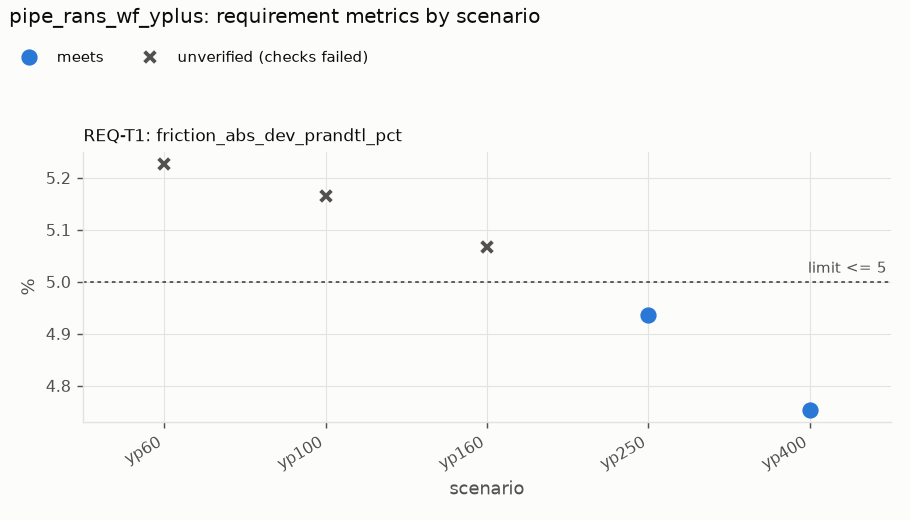 pipe_rans_wf_yplus: requirement metrics by scenario
meets
unverified (checks failed)
REQ-T1: friction_abs_dev_prandtl_pct
5.2
5.1
5.0
4.9
4.8
%
limit <= 5
yp60
yp100
yp160
yp250
yp400
scenario